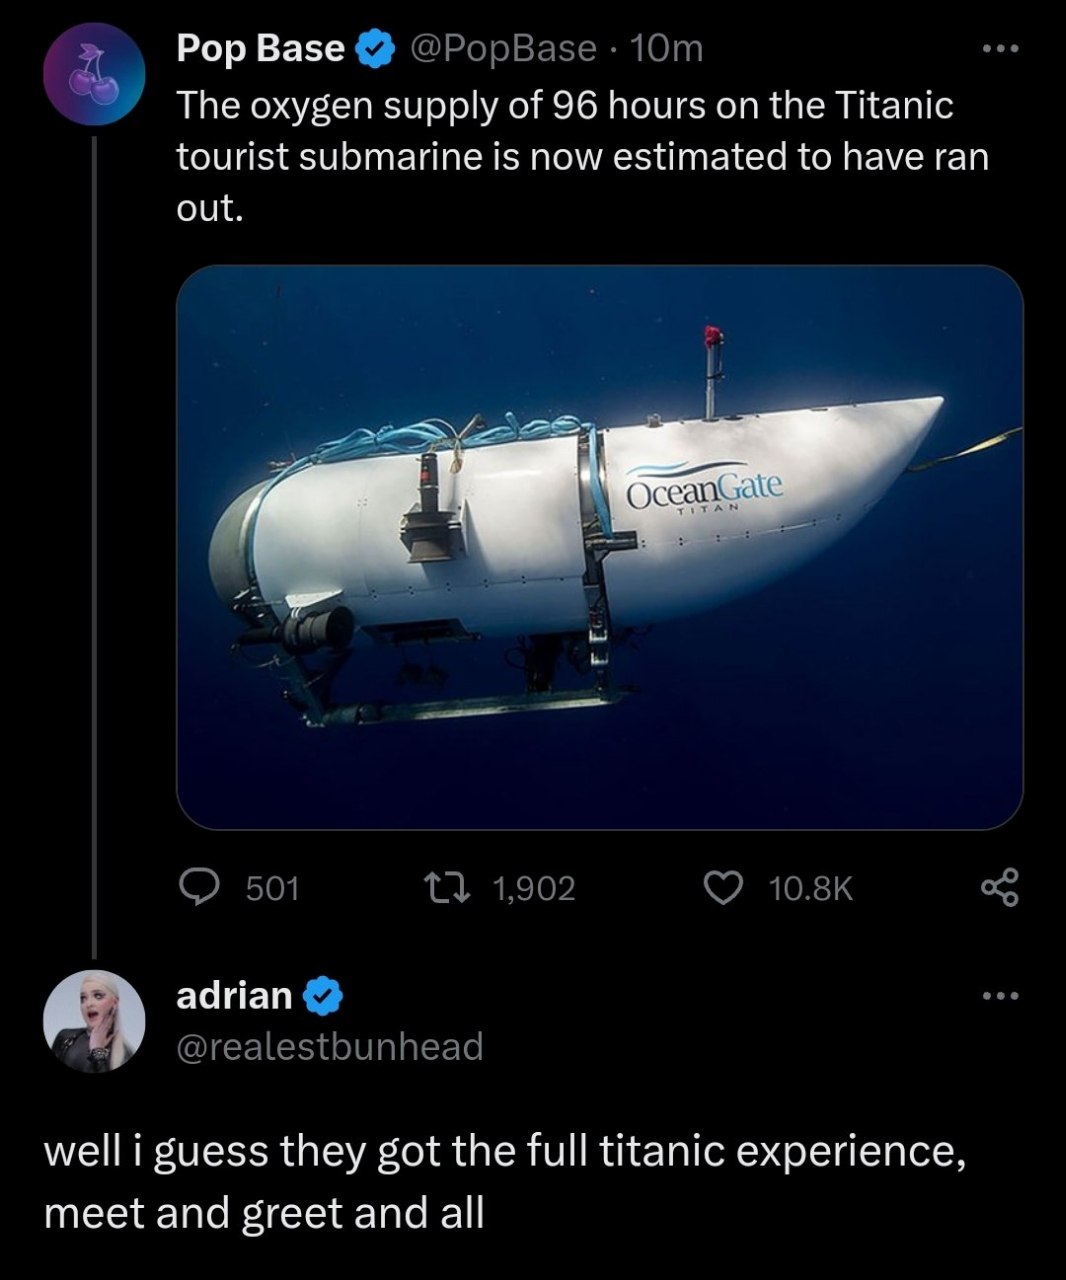 Pop Base @PopBase · 10m
The oxygen supply of 96 hours on the Titanic
tourist submarine is now estimated to have ran
out.
OceanGate
TITAN
501 1,902 10.8K
adrian
@realestbunhead
well i guess they got the full titanic experience,
meet and greet and all